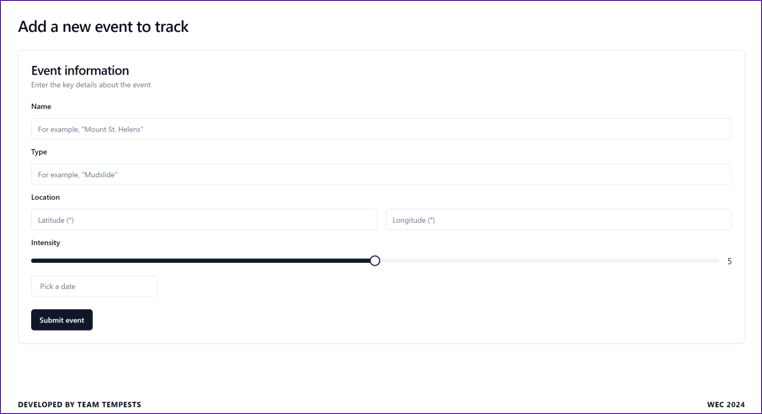 Add a new event to track
Event information
Enter the key details about the event
Name
For example, "Mount St. Helens"
Type
For example, "Mudslide"
Location
Latitude (°) Longitude (°)
Intensity
5
Pick a date
Submit event
DEVELOPED BY TEAM TEMPESTS WEC 2024